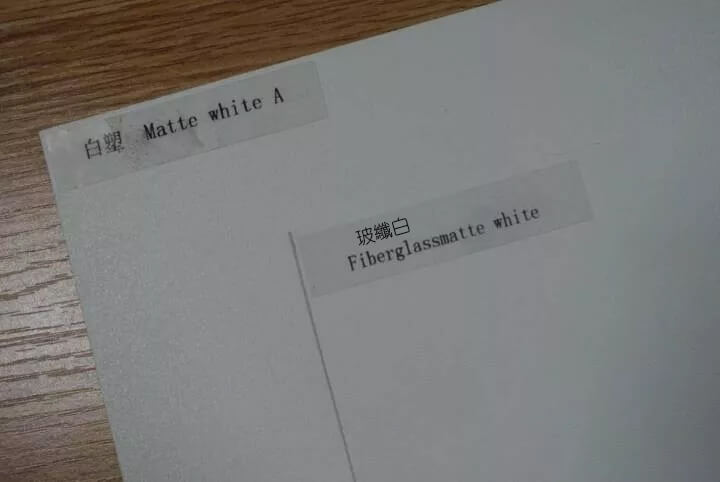 白塑 Matte white A
玻纖白
Fiberglassmatte white